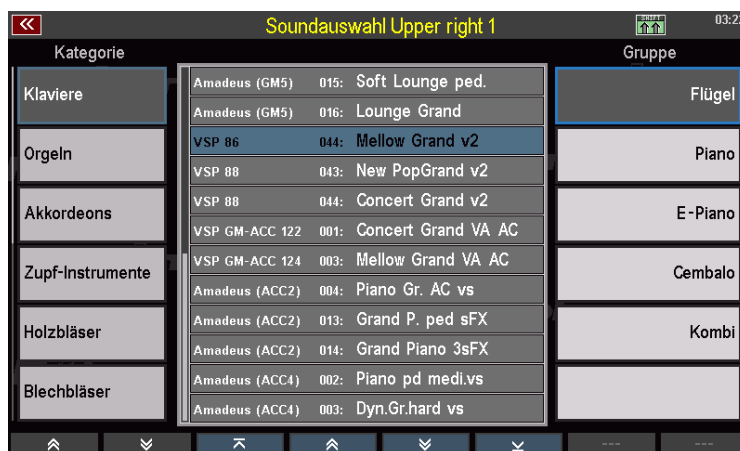 Soundauswahl Upper right 1
SHIFT
Kategorie
Gruppe
Klaviere
Orgeln
Akkordeons
Zupf-Instrumente
Holzbläser
Blechbläser
Amadeus (GM5) 015: Soft Lounge ped.
Amadeus (GM5) 016: Lounge Grand
VSP 86 044: Mellow Grand v2
VSP 88 043: New PopGrand v2
VSP 88 044: Concert Grand v2
VSP GM-ACC 122 001: Concert Grand VA AC
VSP GM-ACC 124 003: Mellow Grand VA AC
Amadeus (ACC2) 004: Piano Gr. AC vs
Amadeus (ACC2) 013: Grand P. ped sFX
Amadeus (ACC2) 014: Grand Piano 3sFX
Amadeus (ACC4) 002: Piano pd medi.vs
Amadeus (ACC4) 003: Dyn.Gr.hard vs
Flügel
Piano
E-Piano
Cembalo
Kombi
--- ---